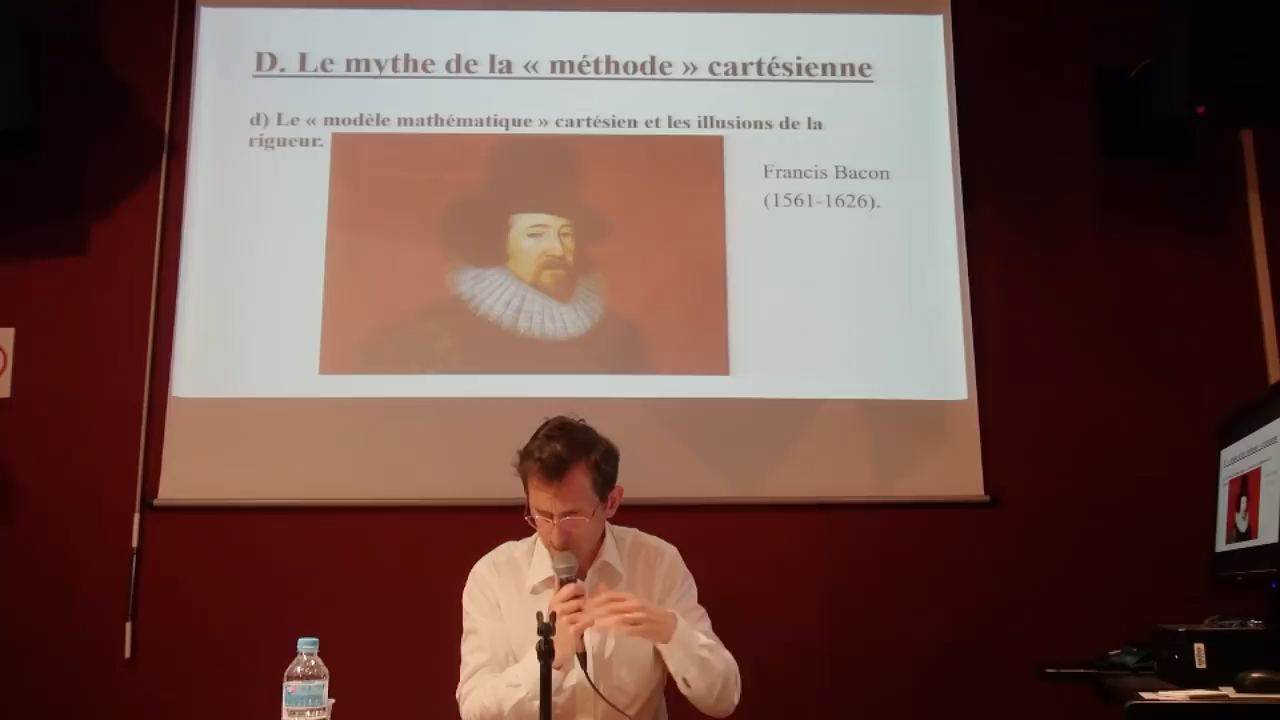 D. Le mythe de la « méthode » cartésienne
d) Le « modèle mathématique » cartésien et les illusions de la
rigueur.
Francis Bacon
(1561-1626).